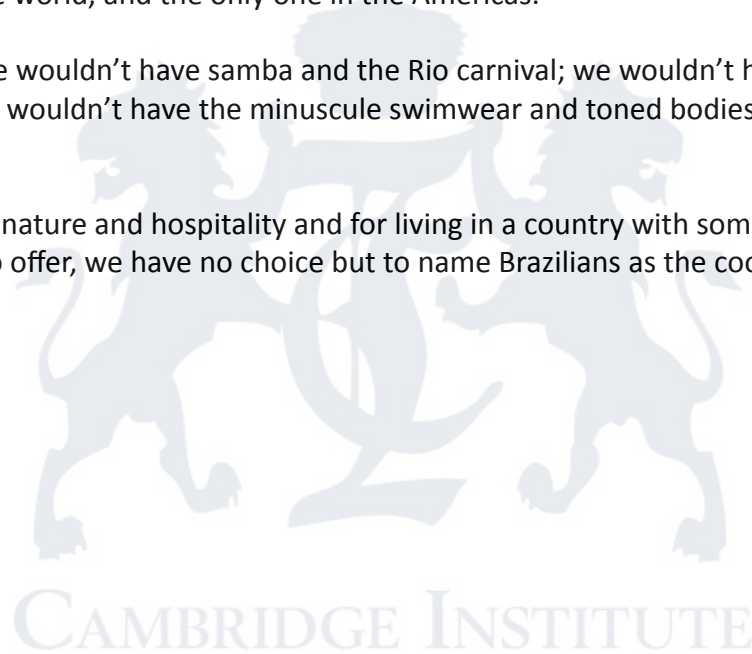 e world, and the only one in the Americas.
e wouldn't have samba and the Rio carnival; we wouldn't h
wouldn't have the minuscule swimwear and toned bodies
nature and hospitality and for living in a country with som
o offer, we have no choice but to name Brazilians as the coo
CAMBRIDGE INSTITUTE